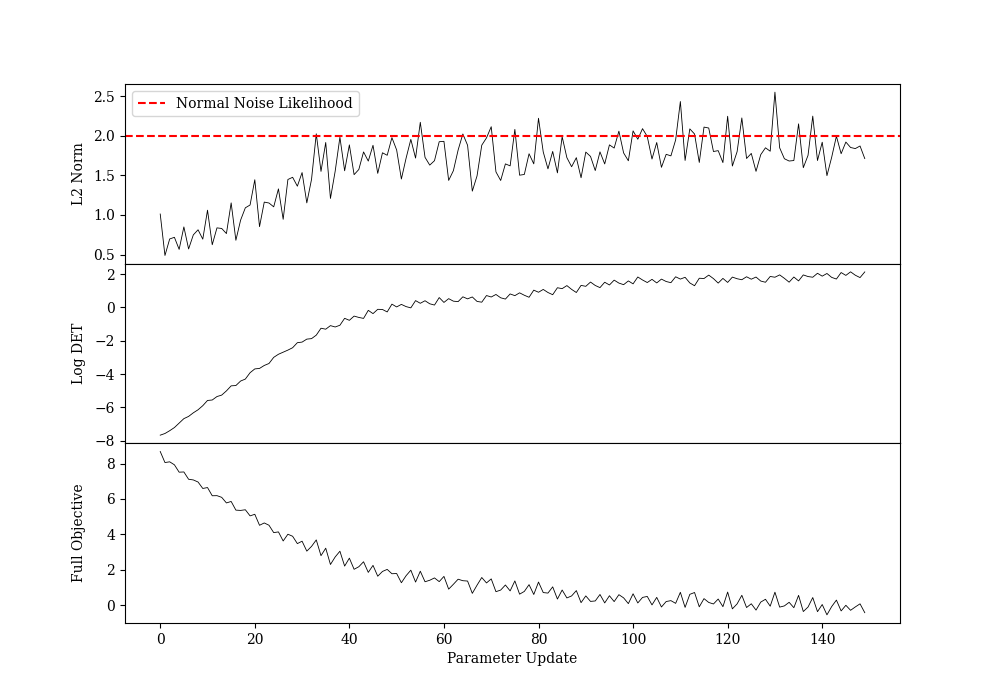 Normal Noise Likelihood
L2 Norm
2.5
2.0
1.5
1.0
0.5
Log DET
2
0
−2
−4
−6
−8
Full Objective
8
6
4
2
0
0 20 40 60 80 100 120 140
Parameter Update